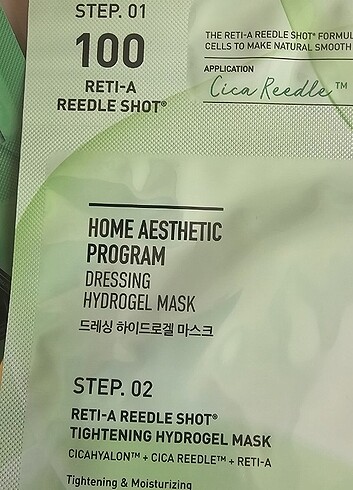 STEP. 01
100
RETI-A
REEDLE SHOT®
THE RETI-A REEDLE SHOT® FORMUL
CELLS TO MAKE NATURAL SMOOTH
APPLICATION
Cica Reedle™
HOME AESTHETIC
PROGRAM
DRESSING
HYDROGEL MASK
드레싱 하이드로겔 마스크
STEP. 02
RETI-A REEDLE SHOT®
TIGHTENING HYDROGEL MASK
CICAHYALON™ + CICA REEDLE™ + RETI-A
Tightening & Moisturizing